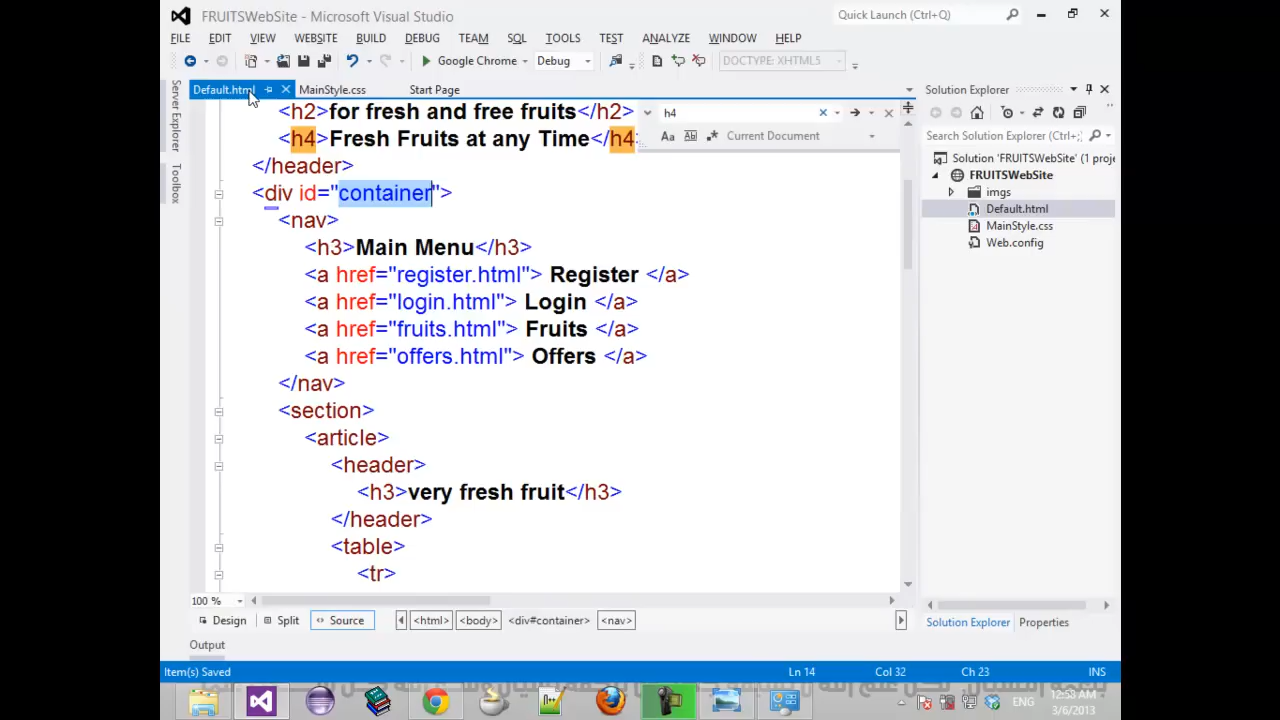 FRUITSWebSite - Microsoft Visual Studio
Quick Launch (Ctrl+Q)
FILE EDIT VIEW WEBSITE BUILD DEBUG TEAM SQL TOOLS TEST ANALYZE WINDOW HELP
Google Chrome Debug DOCTYPE: XHTML5
Server Explorer
Toolbox
Default.html MainStyle.css Start Page
<h2>for fresh and free fruits</h2>
<h4>Fresh Fruits at any Time</h4
</header>
<div id="container">
<nav>
<h3>Main Menu</h3>
<a href="register.html"> Register </a>
<a href="login.html"> Login </a>
<a href="fruits.html"> Fruits </a>
<a href="offers.html"> Offers </a>
</nav>
<section>
<article>
<header>
<h3>very fresh fruit</h3>
</header>
<table>
<tr>
h4
Aa Current Document
Solution Explorer
Search Solution Explorer (Ctrl+;)
Solution 'FRUITSWebSite' (1 proje
FRUITSWebSite
imgs
Default.html
MainStyle.css
Web.config
100 %
Design Split Source <html> <body> <div#container> <nav>
Solution Explorer Properties
Output
Item(s) Saved Ln 14 Col 32 Ch 23 INS
ENG
12:58 AM
3/6/2013